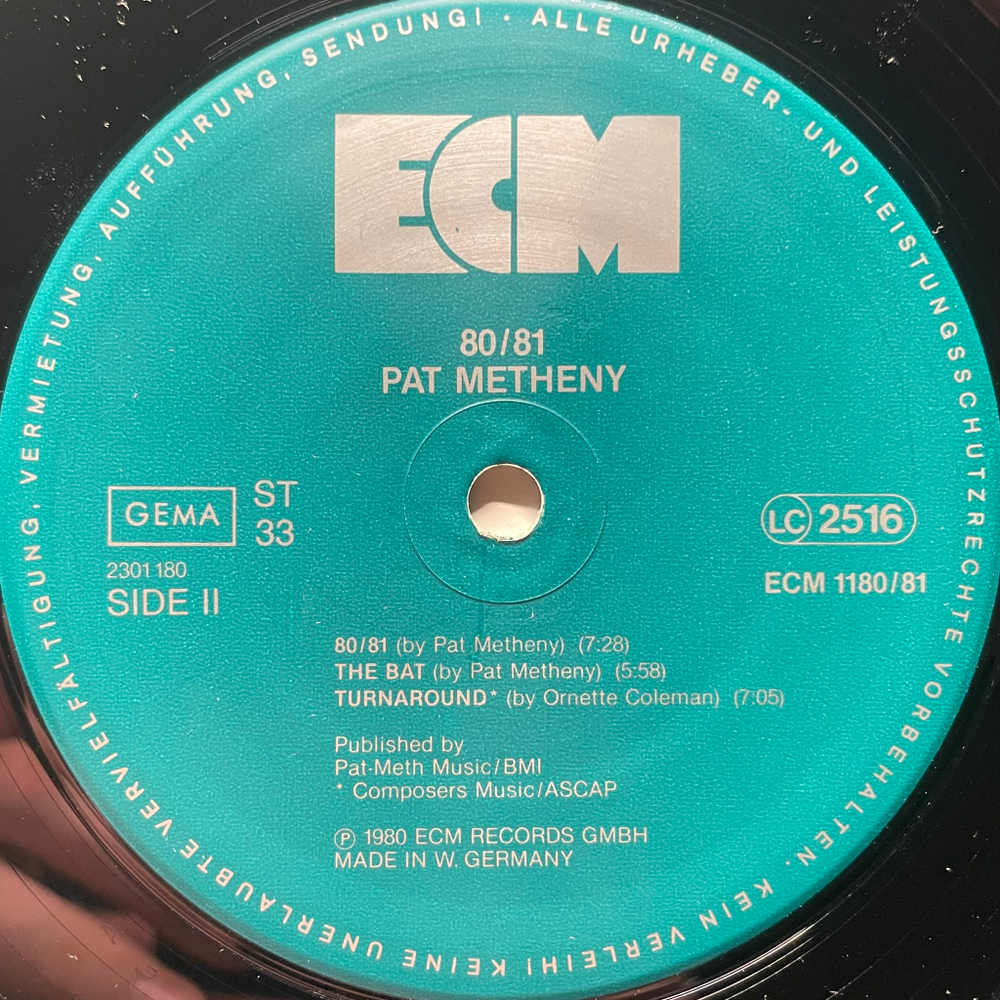 ALLE URHEBER- UND LEISTUNGSSCHUTZRECHTE VORBEHALTEN. KEIN VERLEIH! KEINE UNERLAUBTE VERVIELFÄLTIGUNG, VERMIETUNG, AUFFÜHRUNG, SENDUNG! ·
ECM
80/81
PAT METHENY
GEMA
ST
33
2301 180
SIDE II
LC 2516
ECM 1180/81
80/81 (by Pat Metheny) (7:28)
THE BAT (by Pat Metheny) (5:58)
TURNAROUND* (by Ornette Coleman) (7:05)
Published by
Pat-Meth Music/BMI
* Composers Music/ASCAP
Ⓟ 1980 ECM RECORDS GMBH
MADE IN W. GERMANY